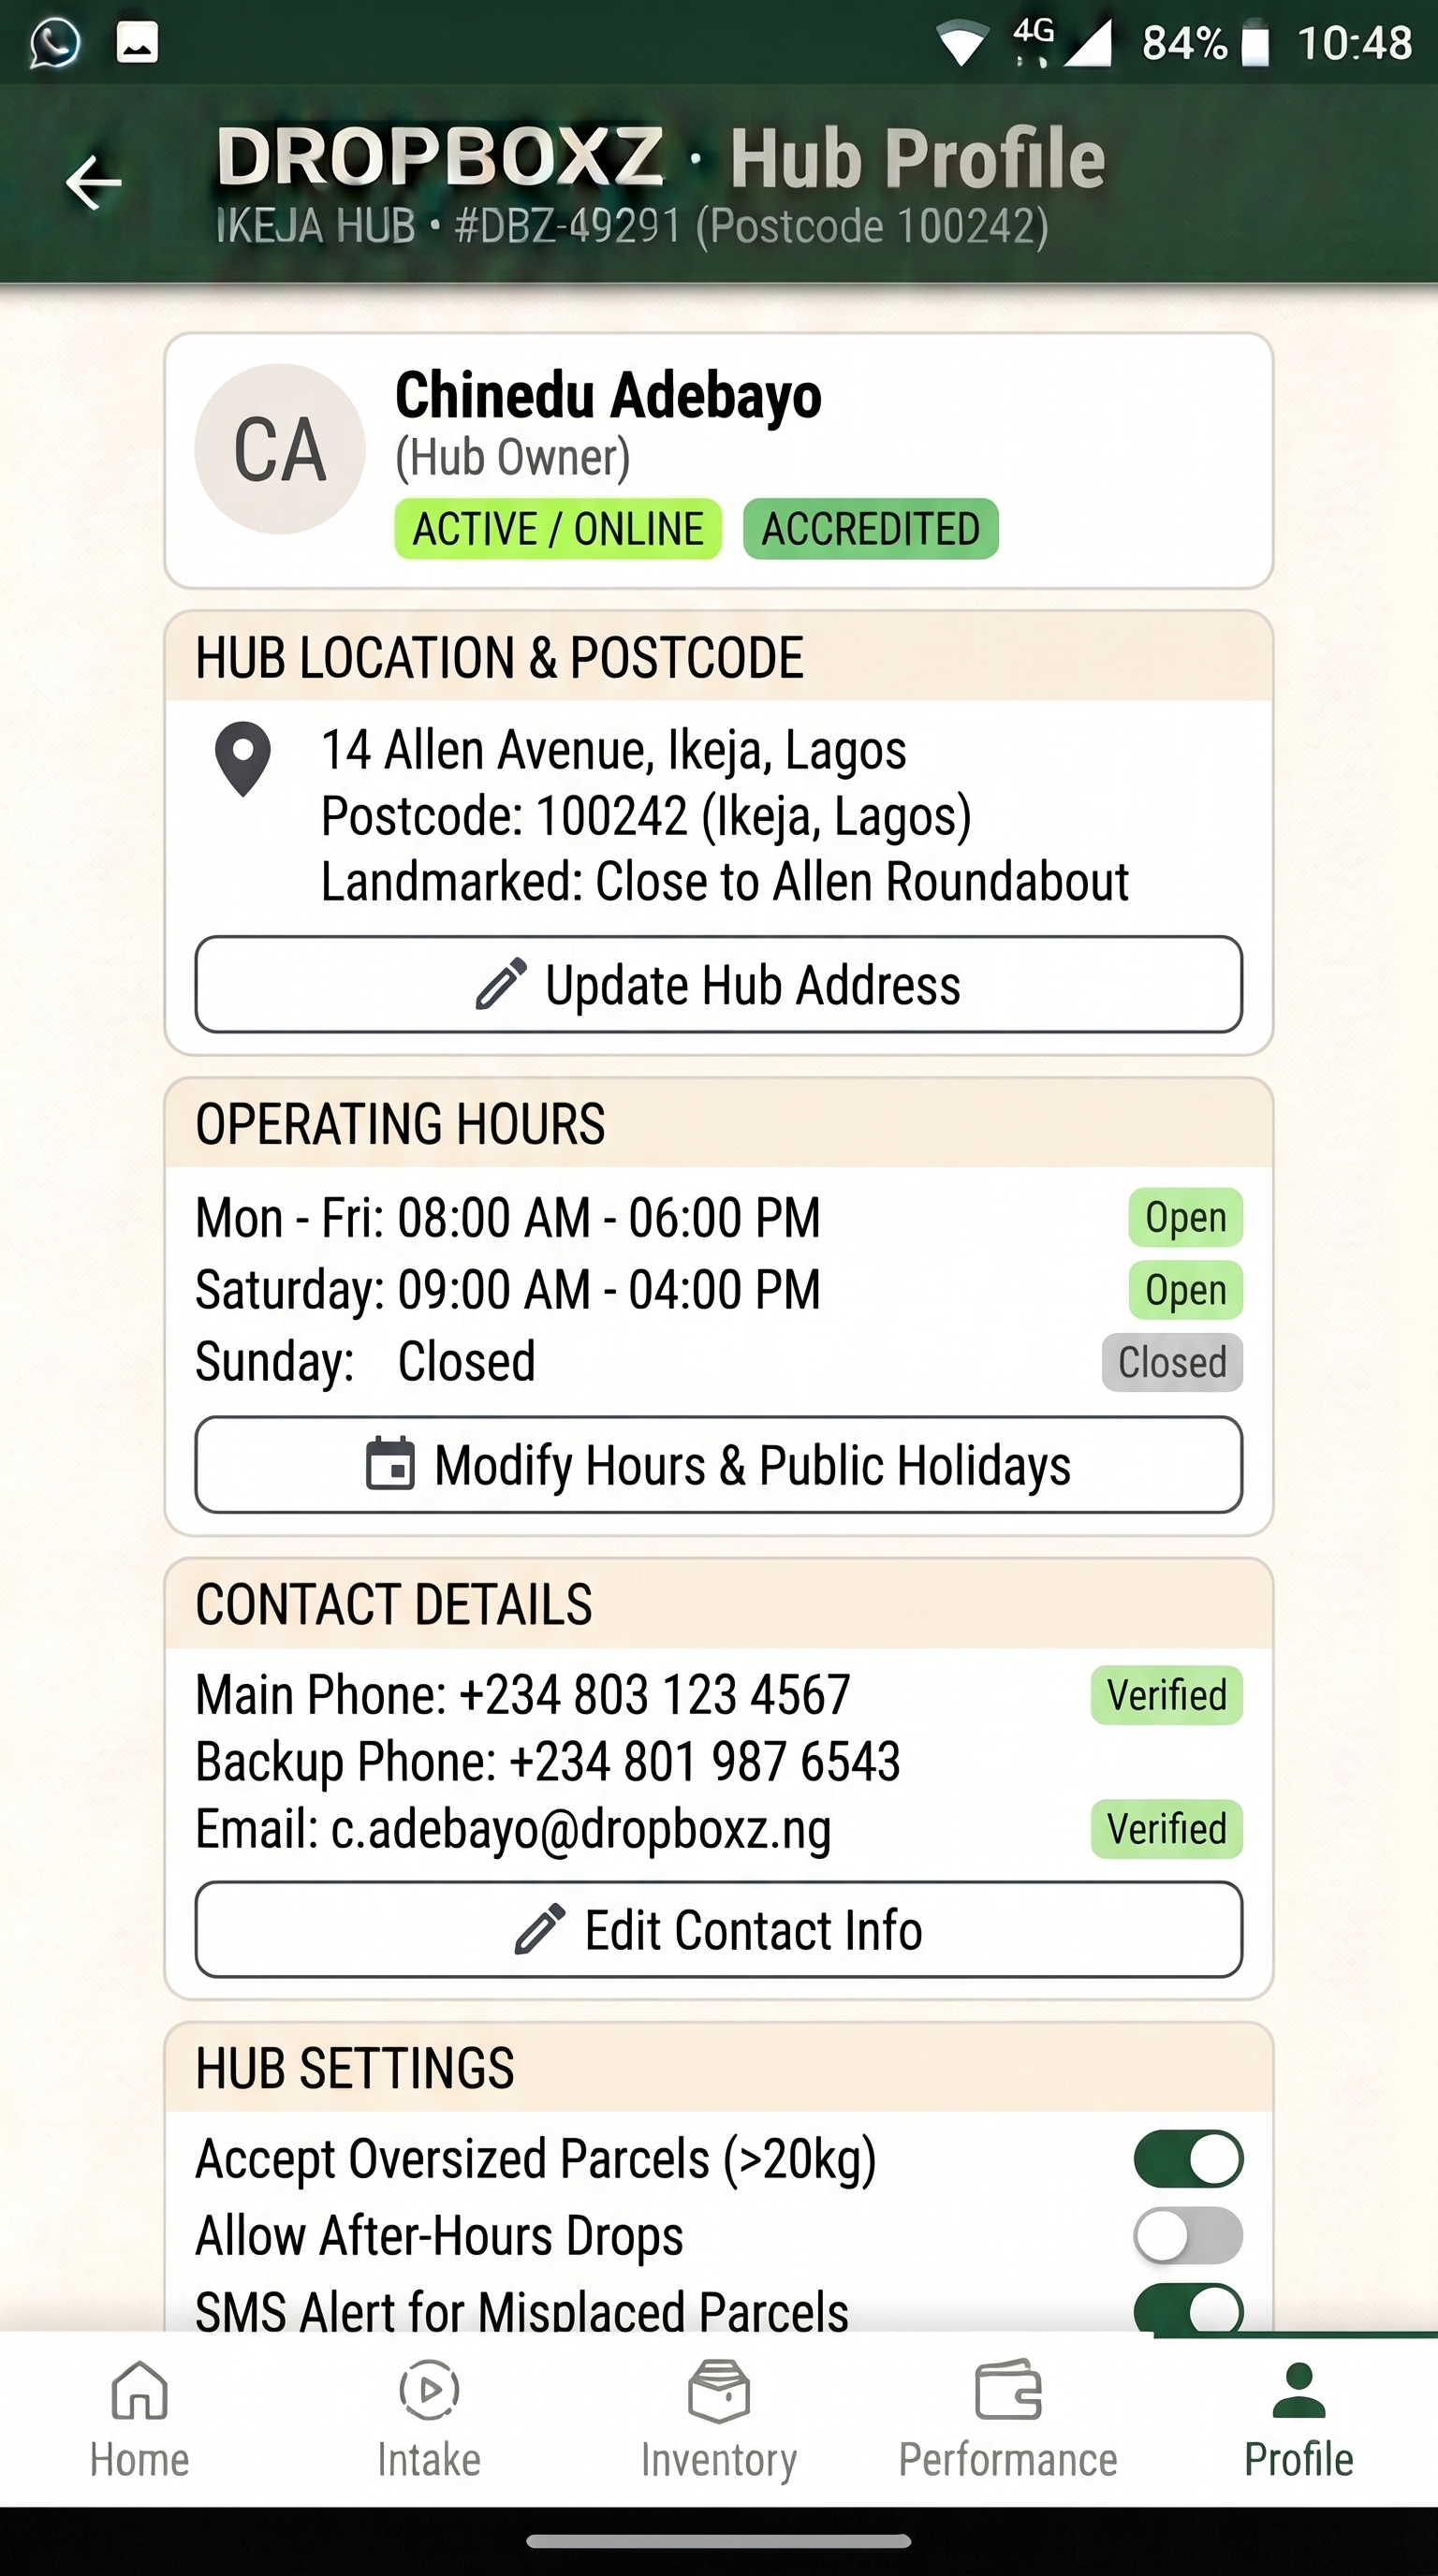 4G 84% 10:48
DROPBOXZ · Hub Profile
IKEJA HUB • #DBZ-49291 (Postcode 100242)
CA
Chinedu Adebayo
(Hub Owner)
ACTIVE / ONLINE ACCREDITED
HUB LOCATION & POSTCODE
14 Allen Avenue, Ikeja, Lagos
Postcode: 100242 (Ikeja, Lagos)
Landmarked: Close to Allen Roundabout
Update Hub Address
OPERATING HOURS
Mon - Fri: 08:00 AM - 06:00 PM Open
Saturday: 09:00 AM - 04:00 PM Open
Sunday: Closed Closed
Modify Hours & Public Holidays
CONTACT DETAILS
Main Phone: +234 803 123 4567 Verified
Backup Phone: +234 801 987 6543
Email: c.adebayo@dropboxz.ng Verified
Edit Contact Info
HUB SETTINGS
Accept Oversized Parcels (>20kg)
Allow After-Hours Drops
SMS Alert for Misplaced Parcels
Home Intake Inventory Performance Profile